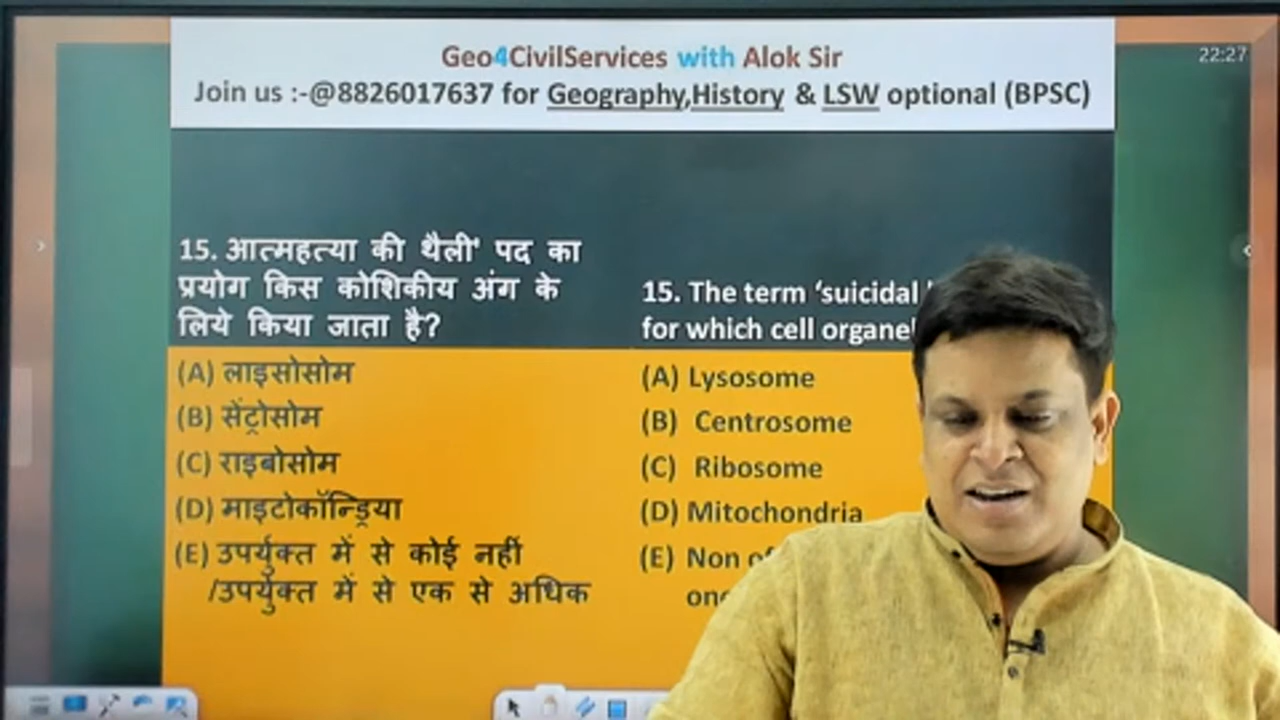 Geo4CivilServices with Alok Sir
Join us :-@8826017637 for Geography,History & LSW optional (BPSC)
22:27
15. आत्महत्या की थैली' पद का
प्रयोग किस कोशिकीय अंग के
लिये किया जाता है?
(A) लाइसोसोम
(B) सेंट्रोसोम
(C) राइबोसोम
(D) माइटोकॉन्ड्रिया
(E) उपर्युक्त में से कोई नहीं
/उपर्युक्त में से एक से अधिक
15. The term ‘suicidal
for which cell
(A) Lysosome
(B) Centrosome
(C) Ribosome
(D) Mitochondria
(E) Non